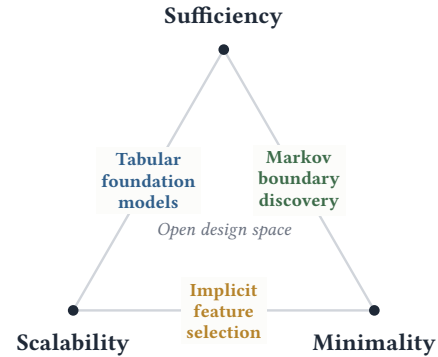 Sufficiency
Tabular
foundation
models
Markov
boundary
discovery
Open design space
Implicit
feature
selection
Scalability
Minimality